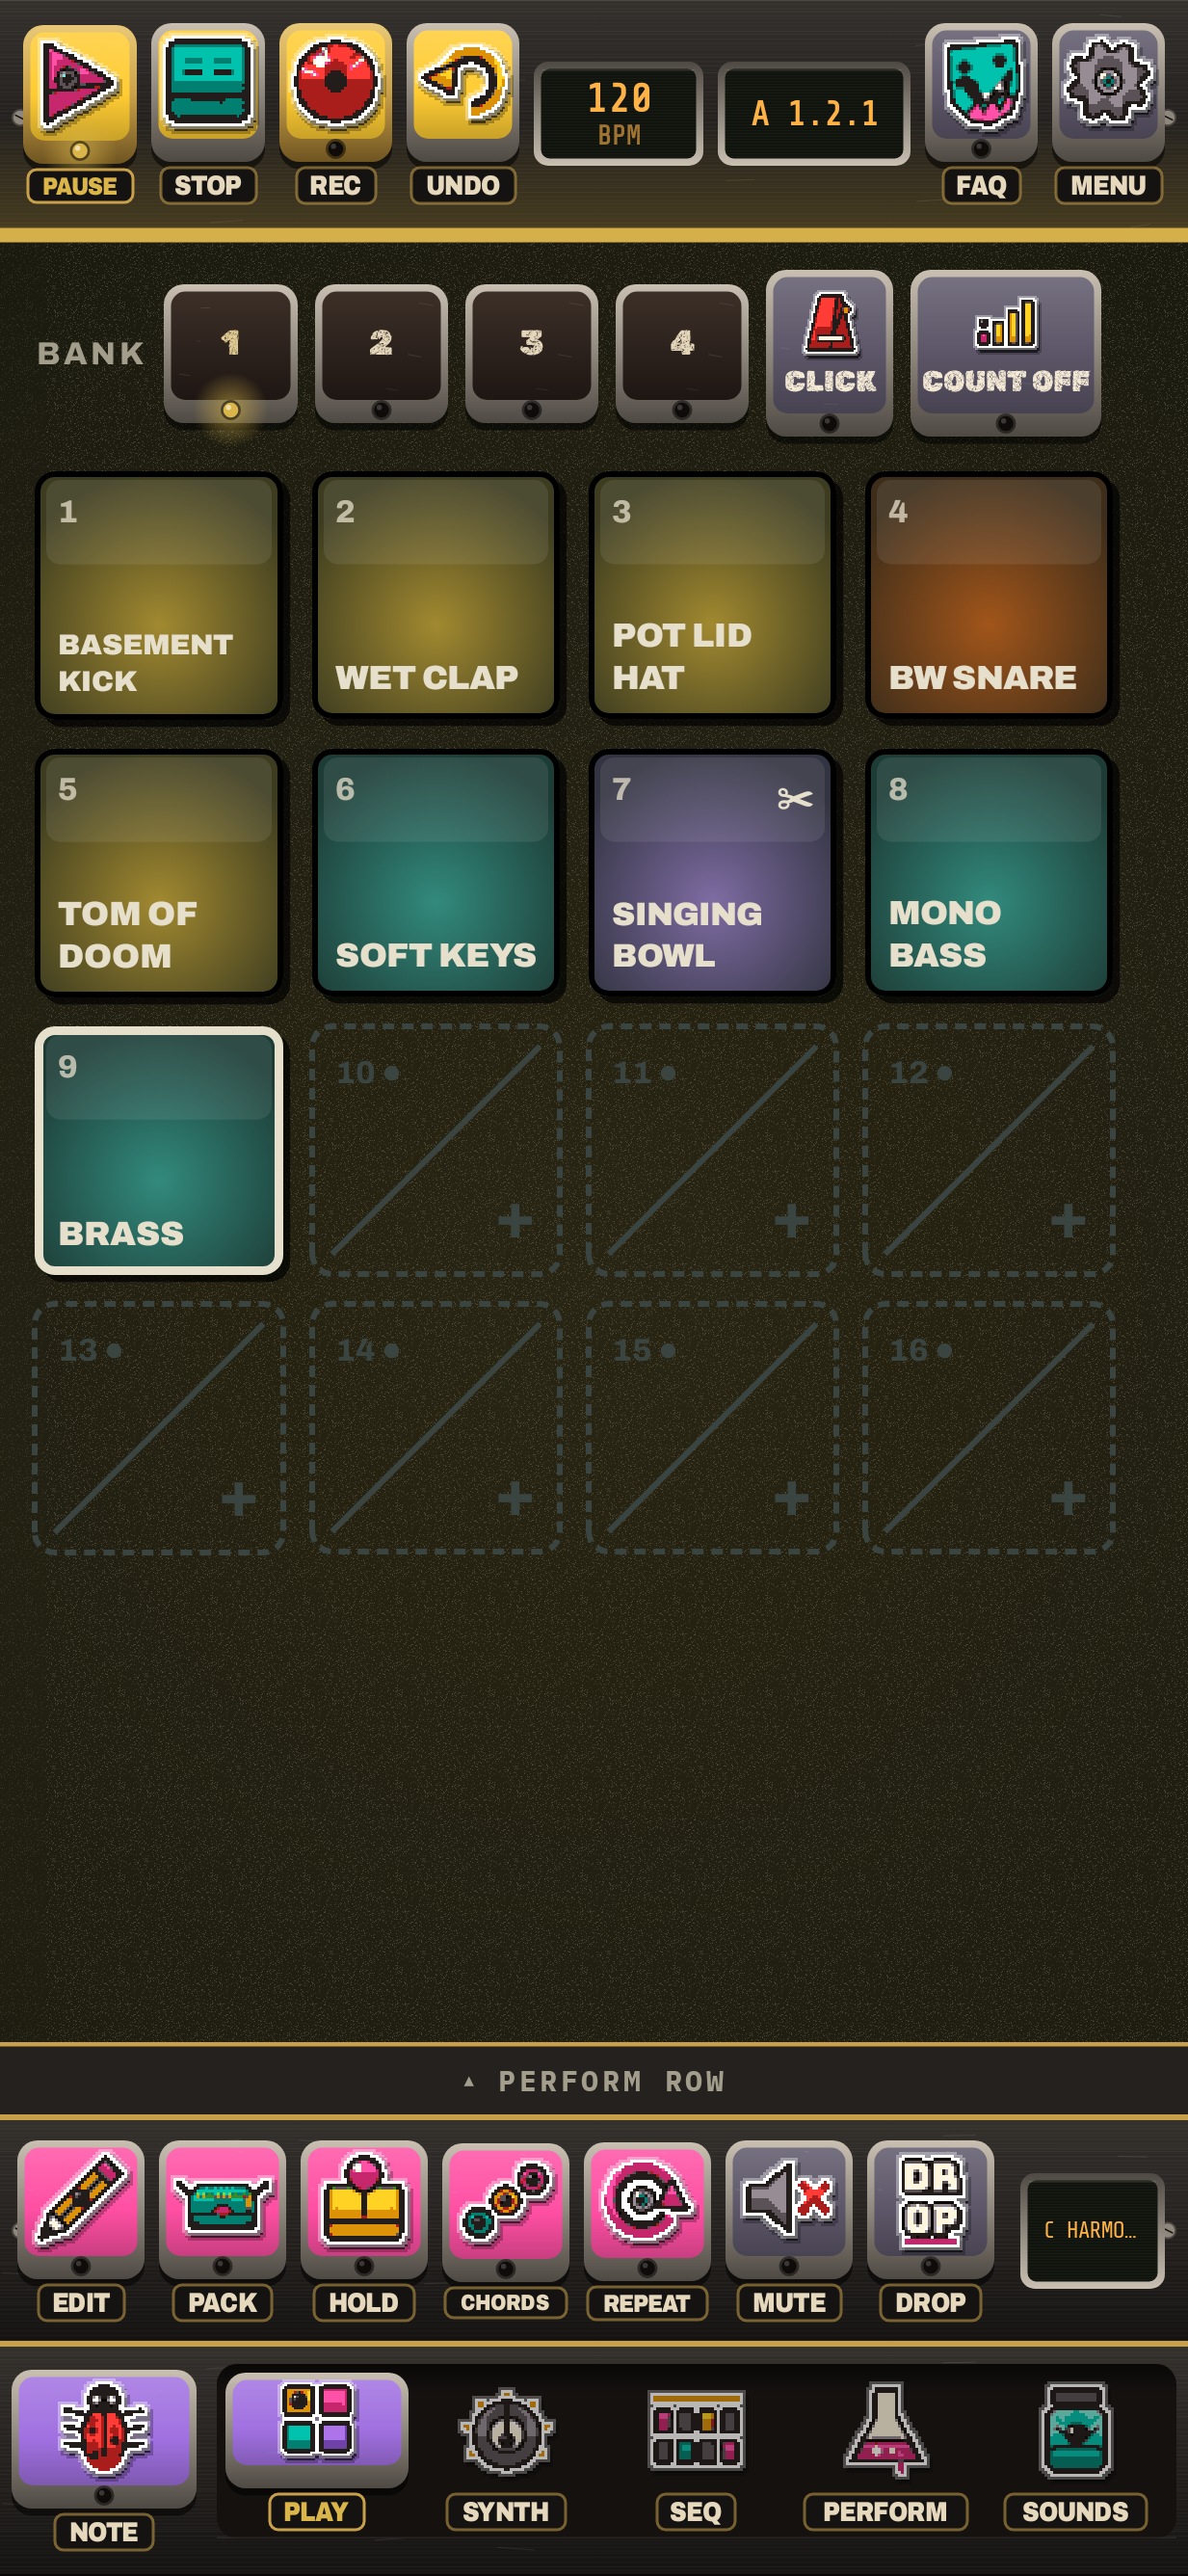 120
BPM
A 1.2.1
PAUSE
STOP
REC
UNDO
FAQ
MENU
BANK
1
2
3
4
CLICK
COUNT OFF
1
BASEMENT
KICK
2
WET CLAP
3
POT LID
HAT
4
BW SNARE
5
TOM OF
DOOM
6
SOFT KEYS
7
SINGING
BOWL
8
MONO
BASS
9
BRASS
10
11
12
13
14
15
16
▲ PERFORM ROW
DR
OP
C HARMO…
EDIT
PACK
HOLD
CHORDS
REPEAT
MUTE
DROP
NOTE
PLAY
SYNTH
SEQ
PERFORM
SOUNDS